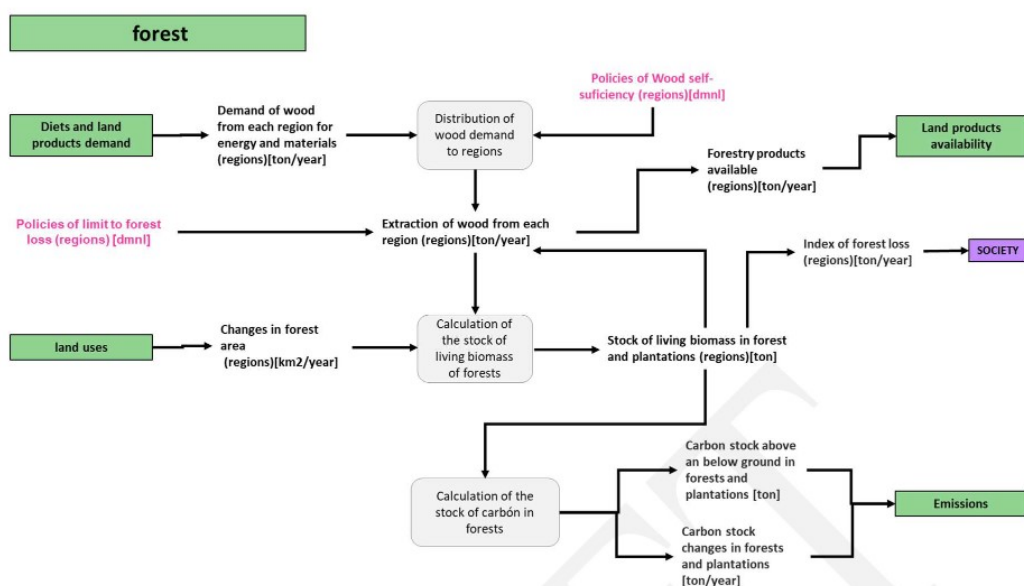 forest
Policies of Wood self-
suficiency (regions)[dmnl]
Diets and land
products demand
Demand of wood
from each region for
energy and materials
(regions)[ton/year]
Distribution of
wood demand
to regions
Land products
availability
Forestry products
available
(regions)[ton/year]
Policies of limit to forest
loss (regions) [dmnl]
Extraction of wood from each
region (regions)[ton/year]
Index of forest loss
(regions)[ton/year]
SOCIETY
land uses
Changes in forest
area
(regions)[km2/year]
Calculation of
the stock of
living biomass
of forests
Stock of living biomass in forest
and plantations (regions)[ton]
Carbon stock above
an below ground in
forests and
plantations [ton]
Calculation of the
stock of carbón in
forests
Emissions
Carbon stock
changes in forests
and plantations
[ton/year]